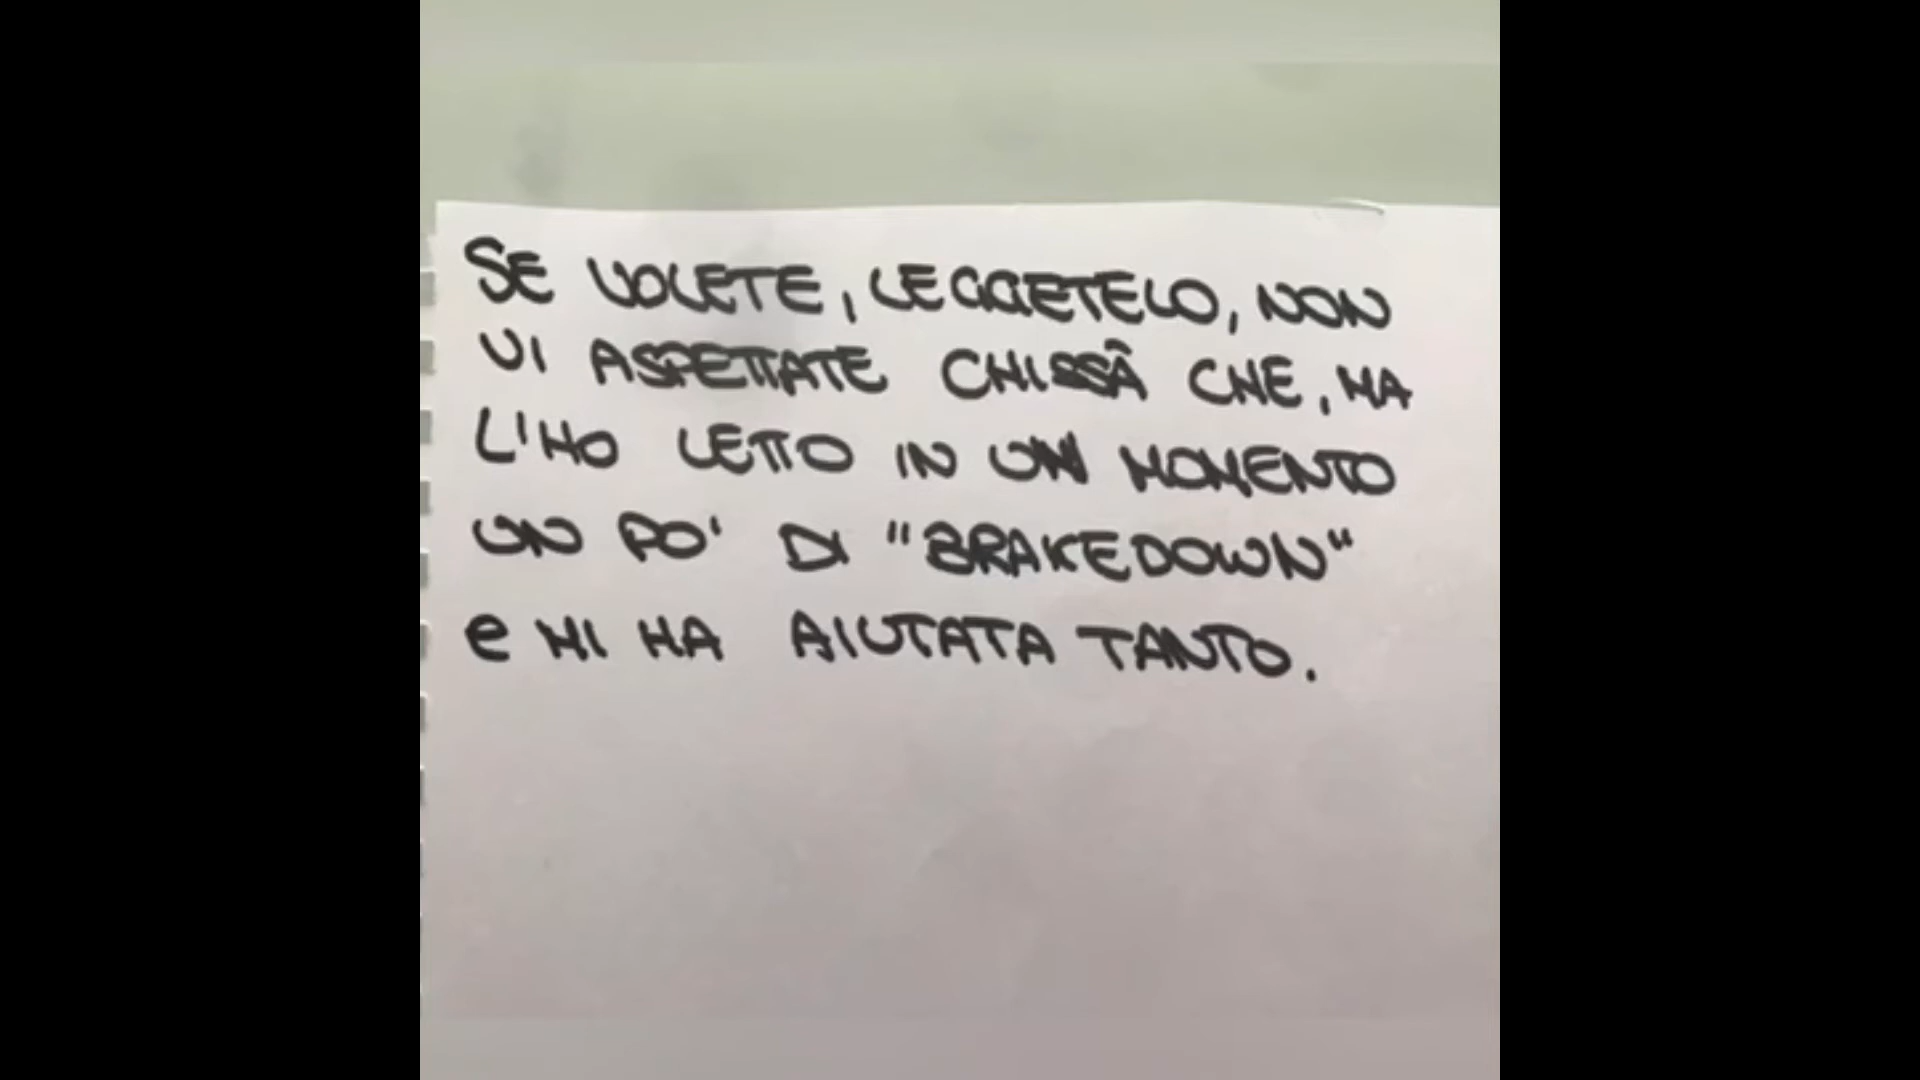 SE VOLETE, LEGGETELO, NON
VI ASPETTATE CHISSÀ CHE, MA
L'HO LETTO IN UN MOMENTO
UN PO' DI "BRAKEDOWN"
e MI HA AIUTATA TANTO.